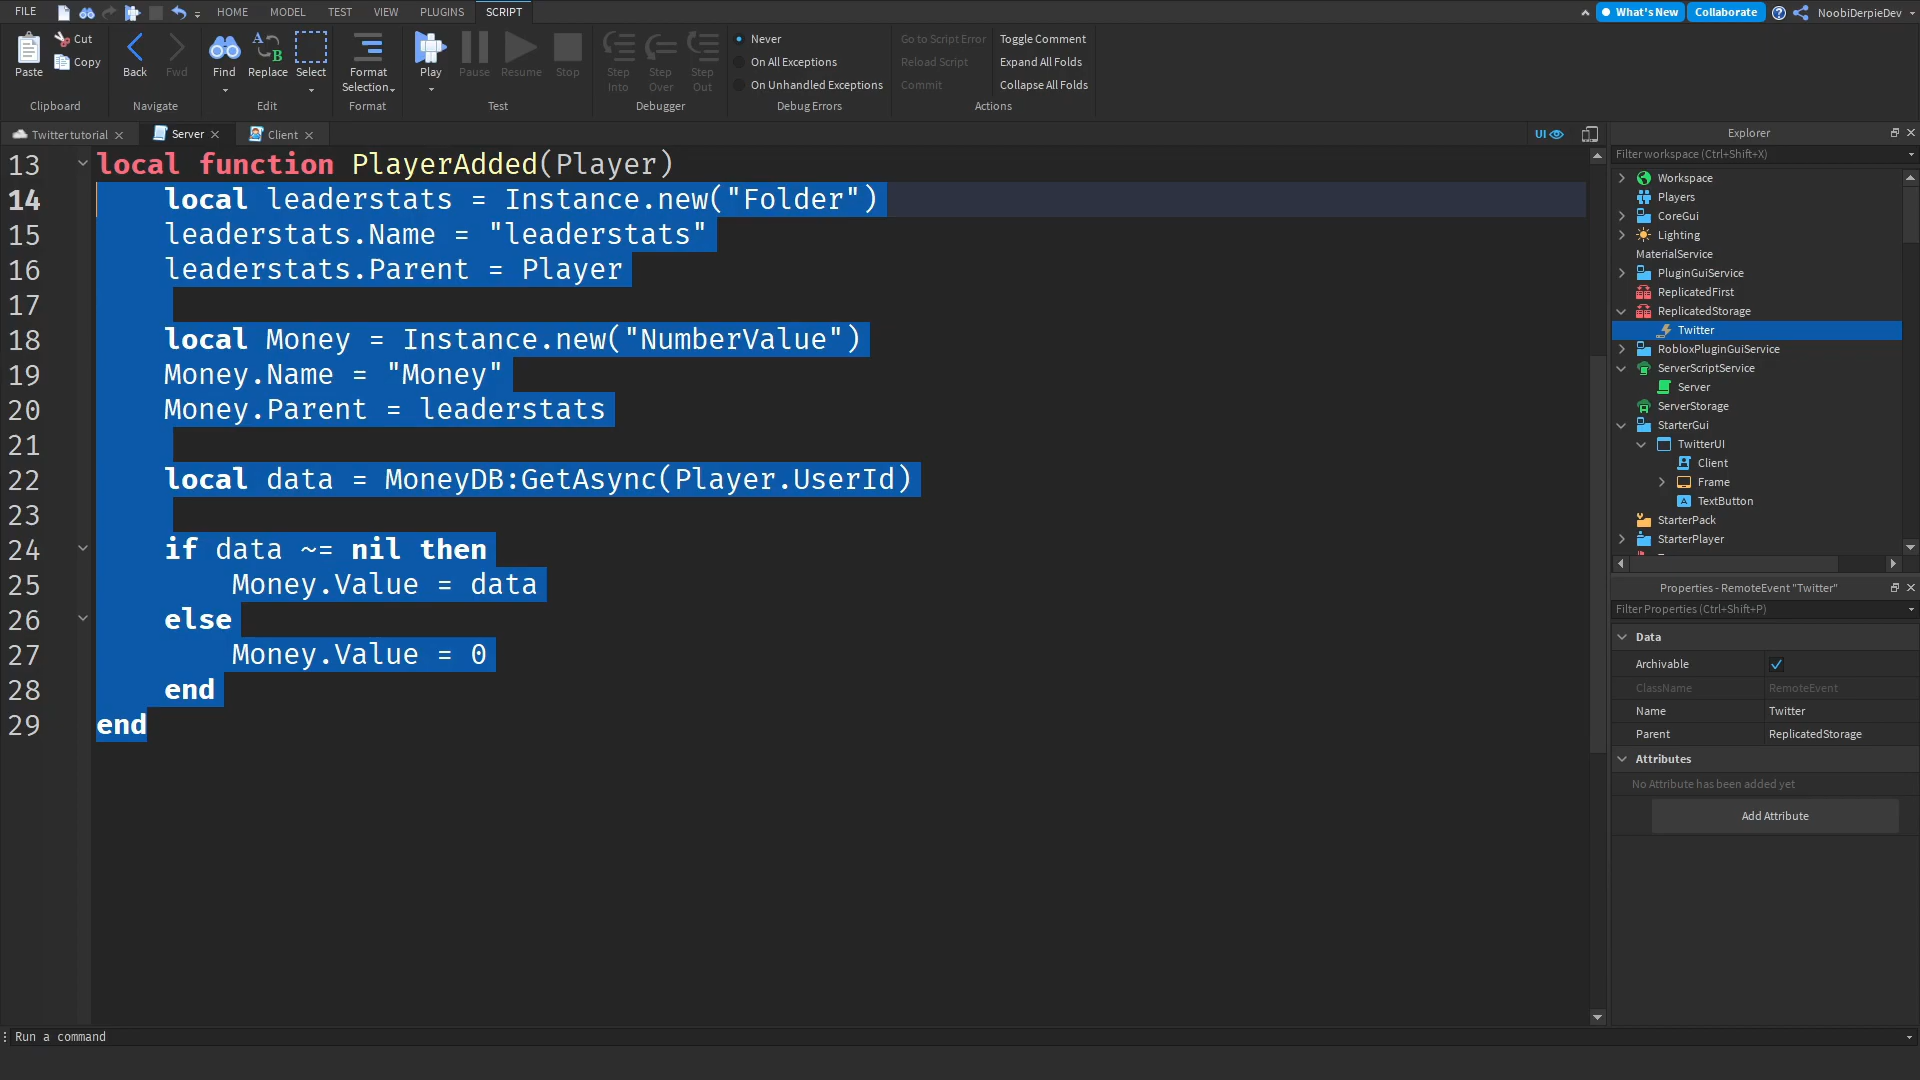 FILE HOME MODEL TEST VIEW PLUGINS SCRIPT What's New Collaborate NoobiDerpieDev
Paste Cut Copy Back Fwd Find Replace Select Format Selection Play Pause Resume Stop Step Into Step Over Step Out
Never
On All Exceptions
On Unhandled Exceptions
Go to Script Error
Reload Script
Commit
Toggle Comment
Expand All Folds
Collapse All Folds
Clipboard Navigate Edit Format Test Debugger Debug Errors Actions
Twitter tutorial Server Client UI
13 local function PlayerAdded(Player)
14 local leaderstats = Instance.new("Folder")
15 leaderstats.Name = "leaderstats"
16 leaderstats.Parent = Player
17
18 local Money = Instance.new("NumberValue")
19 Money.Name = "Money"
20 Money.Parent = leaderstats
21
22 local data = MoneyDB:GetAsync(Player.UserId)
23
24 if data ~= nil then
25 Money.Value = data
26 else
27 Money.Value = 0
28 end
29 end
Explorer
Filter workspace (Ctrl+Shift+X)
Workspace
Players
CoreGui
Lighting
MaterialService
PluginGuiService
ReplicatedFirst
ReplicatedStorage
Twitter
RobloxPluginGuiService
ServerScriptService
Server
ServerStorage
StarterGui
TwitterUI
Client
Frame
TextButton
StarterPack
StarterPlayer
Properties - RemoteEvent "Twitter"
Filter Properties (Ctrl+Shift+P)
Data
Archivable
ClassName RemoteEvent
Name Twitter
Parent ReplicatedStorage
Attributes
No Attribute has been added yet
Add Attribute
Run a command